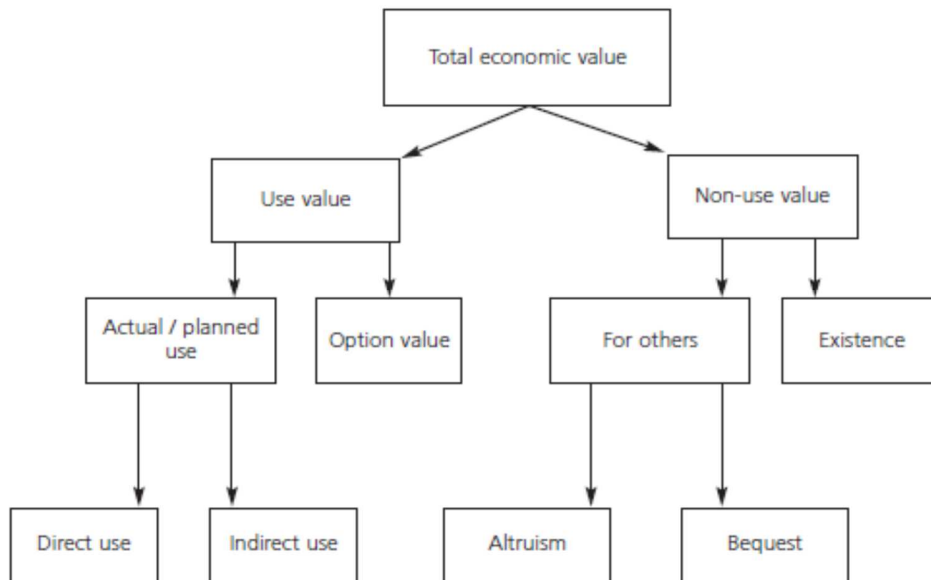 Total economic value
Use value
Non-use value
Actual / planned
use
Option value
For others
Existence
Direct use
Indirect use
Altruism
Bequest